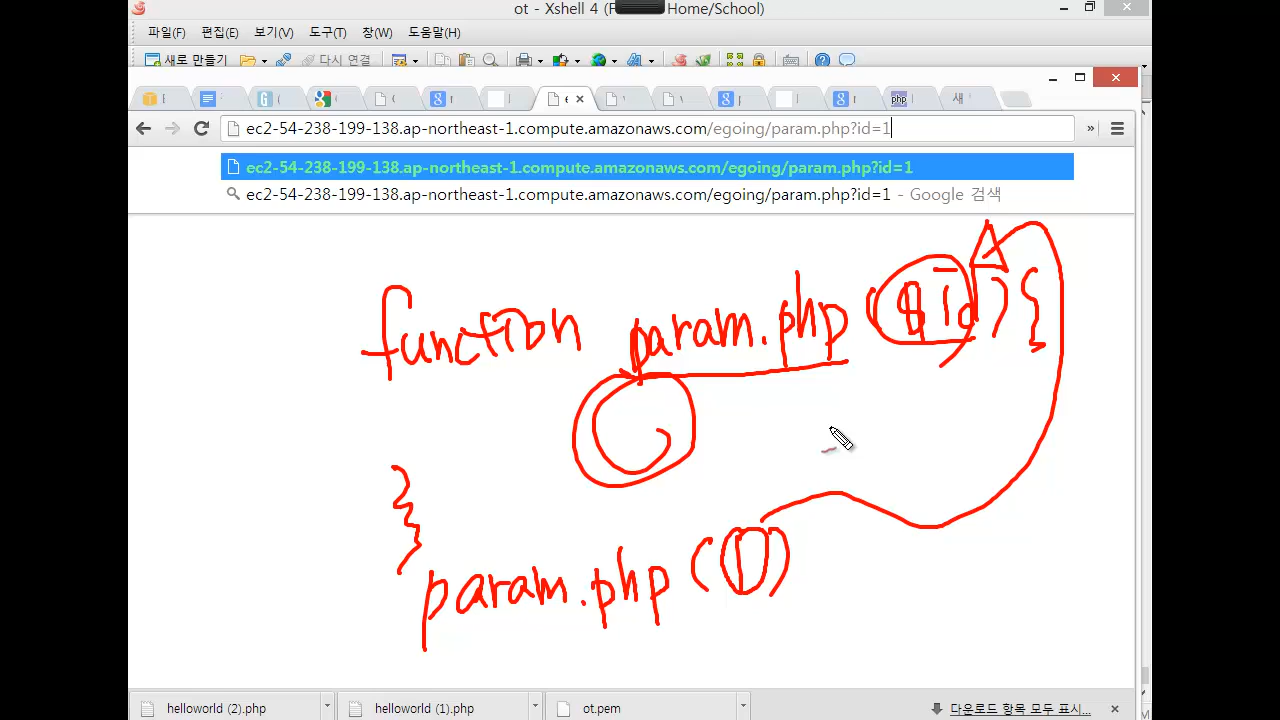 ot - Xshell 4 (F Home/School)
파일(F) 편집(E) 보기(V) 도구(T) 창(W) 도움말(H)
새로 만들기 다시 연결
php 새
ec2-54-238-199-138.ap-northeast-1.compute.amazonaws.com/egoing/param.php?id=1
ec2-54-238-199-138.ap-northeast-1.compute.amazonaws.com/egoing/param.php?id=1
ec2-54-238-199-138.ap-northeast-1.compute.amazonaws.com/egoing/param.php?id=1 - Google 검색
function param.php ($id) {
}
param.php (1)
helloworld (2).php helloworld (1).php ot.pem 다운로드 항목 모두 표시...